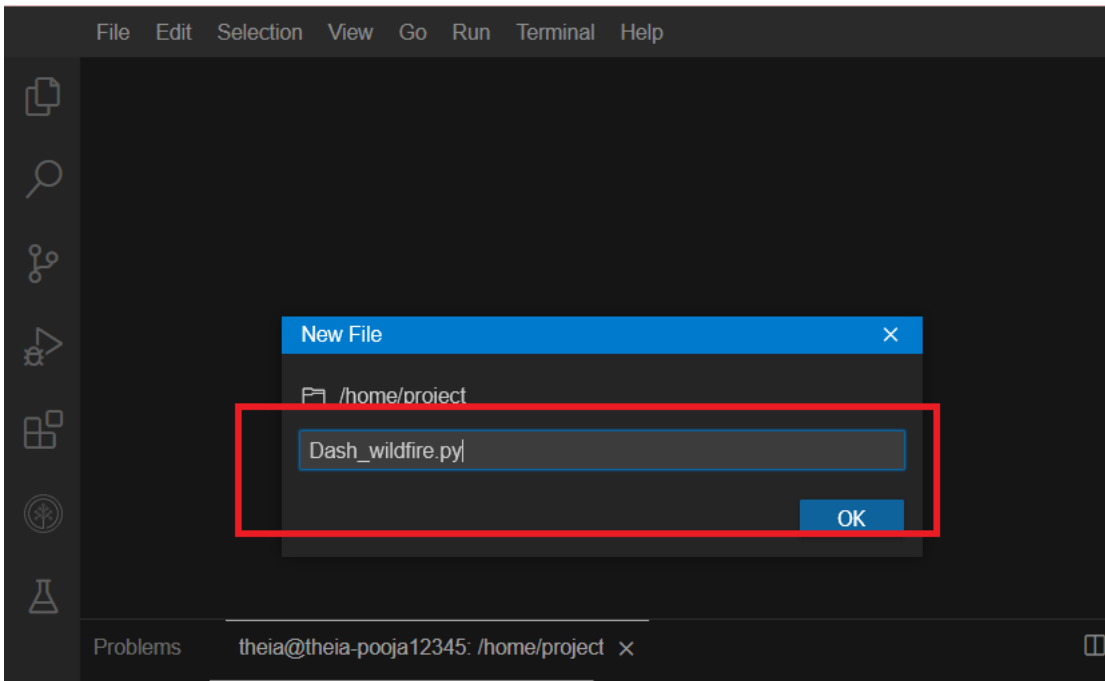 File Edit Selection View Go Run Terminal Help
New File
/home/project
Dash_wildfire.py
OK
Problems theia@theia-pooja12345: /home/project